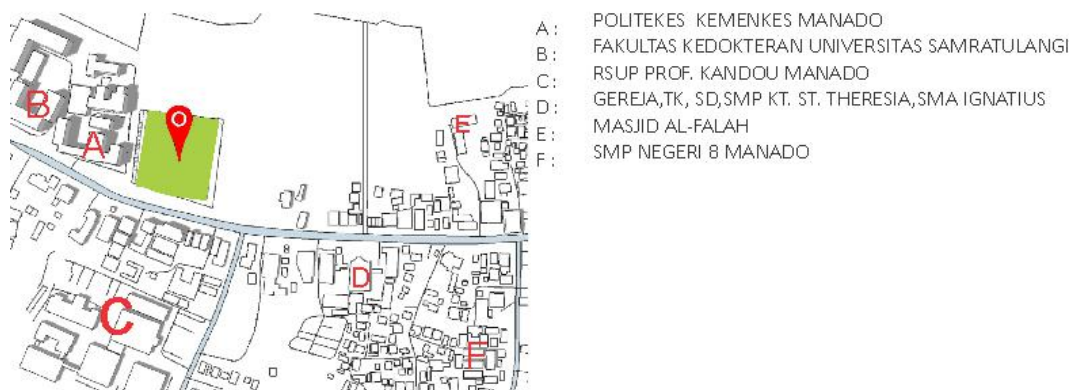 B
A
E
D
C
F
A : POLITEKES KEMENKES MANADO
B : FAKULTAS KEDOKTERAN UNIVERSITAS SAMRATULANGI
C : RSUP PROF. KANDOU MANADO
D : GEREJA,TK, SD,SMP KT. ST. THERESIA,SMA IGNATIUS
E : MASJID AL-FALAH
F : SMP NEGERI 8 MANADO